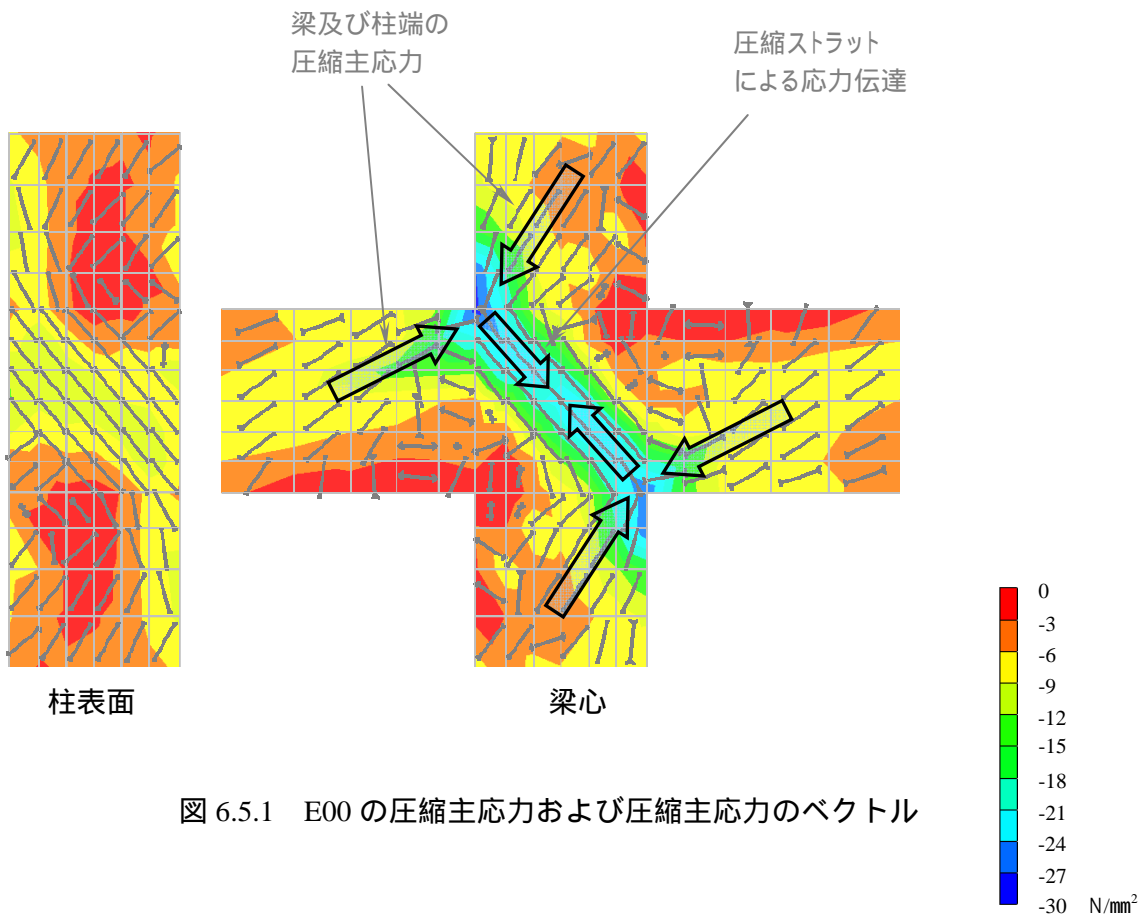 梁及び柱端の
圧縮主応力
圧縮ストラット
による応力伝達
柱表面
梁心
図 6.5.1 E00 の圧縮主応力および圧縮主応力のベクトル
0
-3
-6
-9
-12
-15
-18
-21
-24
-27
-30 N/mm²